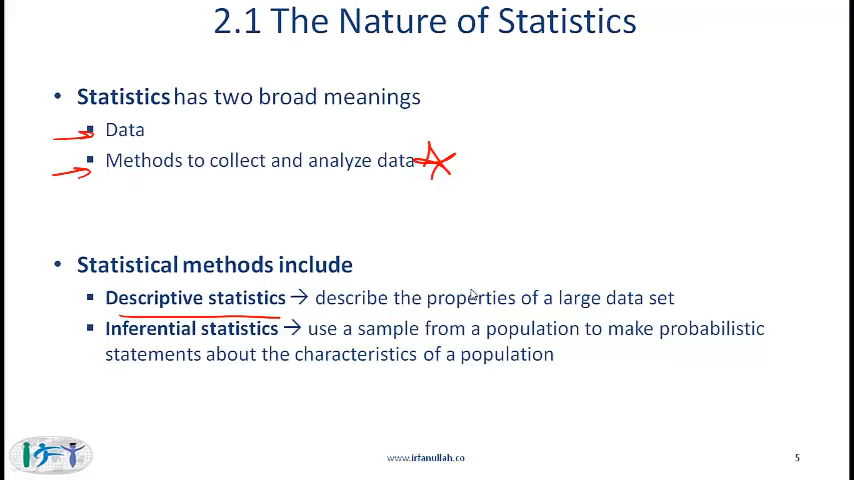 2.1 The Nature of Statistics
• Statistics has two broad meanings
▪ Data
▪ Methods to collect and analyze data
• Statistical methods include
▪ Descriptive statistics → describe the properties of a large data set
▪ Inferential statistics → use a sample from a population to make probabilistic
statements about the characteristics of a population
IFT
www.irfanullah.co
5